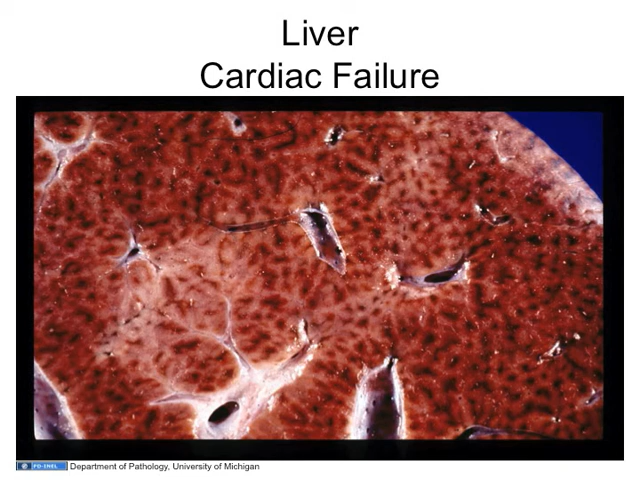 Liver
Cardiac Failure
Department of Pathology, University of Michigan